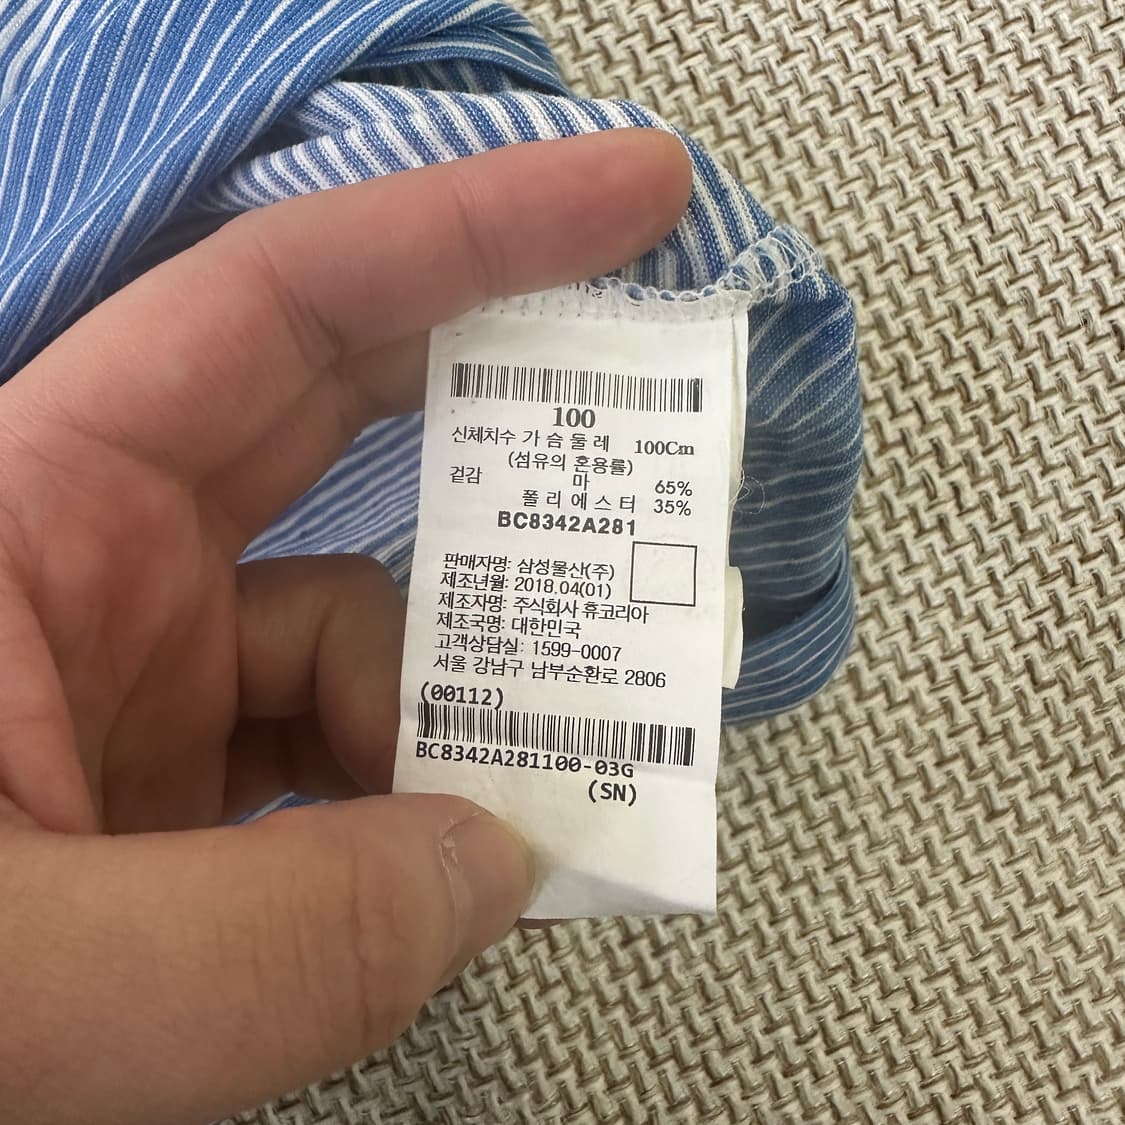 100
신체치수 가 슴 둘 레 100Cm
(섬유의 혼용률)
겉감 마 65%
폴 리 에 스 터 35%
BC8342A281
판매자명: 삼성물산(주)
제조년월: 2018.04(01)
제조자명: 주식회사 휴코리아
제조국명: 대한민국
고객상담실: 1599-0007
서울 강남구 남부순환로 2806
(00112)
BC8342A281100-03G
(SN)